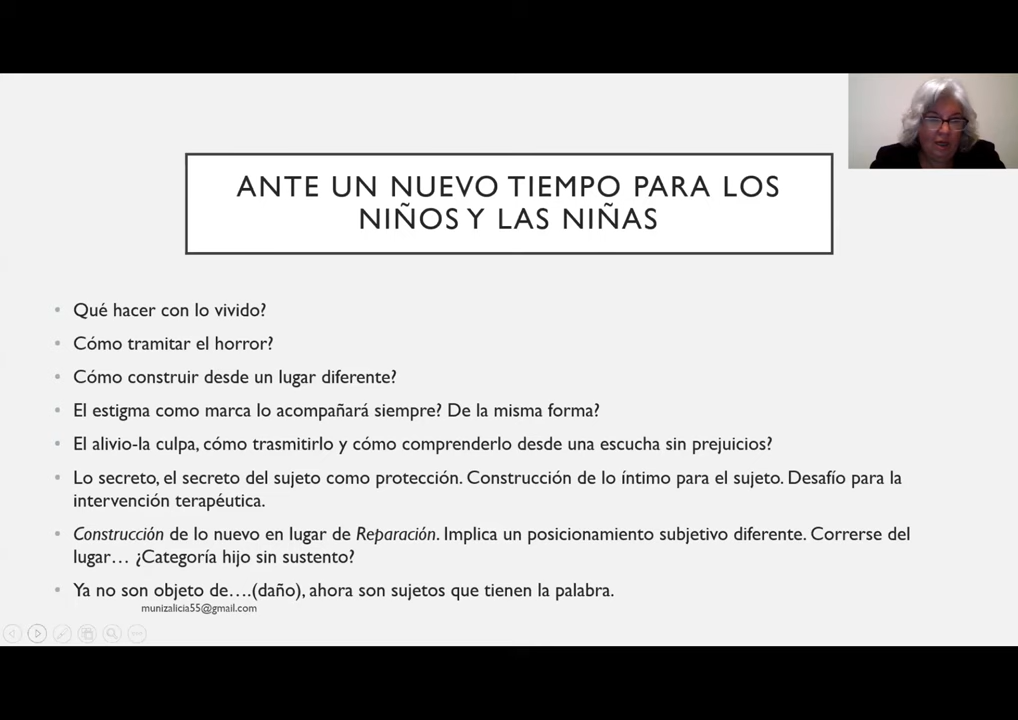 ANTE UN NUEVO TIEMPO PARA LOS
NIÑOS Y LAS NIÑAS
• Qué hacer con lo vivido?
• Cómo tramitar el horror?
• Cómo construir desde un lugar diferente?
• El estigma como marca lo acompañará siempre? De la misma forma?
• El alivio-la culpa, cómo trasmitirlo y cómo comprenderlo desde una escucha sin prejuicios?
• Lo secreto, el secreto del sujeto como protección. Construcción de lo íntimo para el sujeto. Desafío para la
intervención terapéutica.
• Construcción de lo nuevo en lugar de Reparación. Implica un posicionamiento subjetivo diferente. Correrse del
lugar… ¿Categoría hijo sin sustento?
• Ya no son objeto de….(daño), ahora son sujetos que tienen la palabra.
munizalicia55@gmail.com